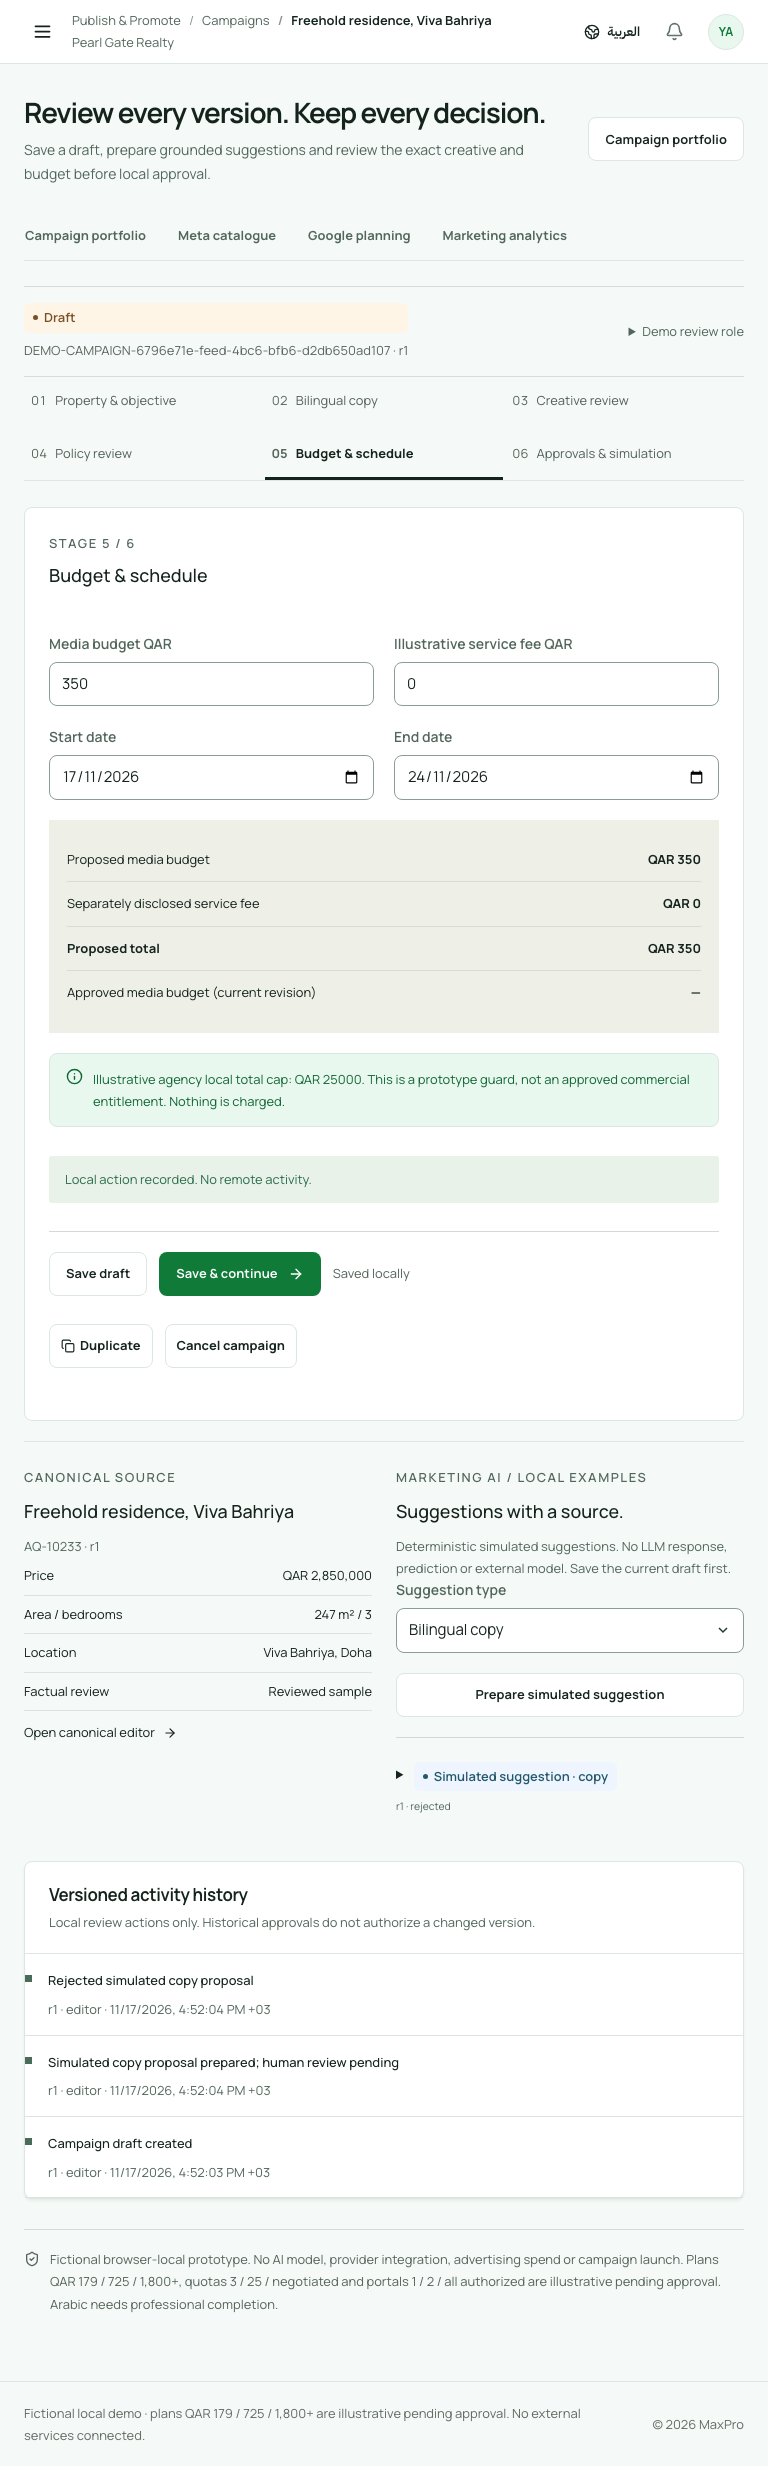 Publish & Promote / Campaigns / Freehold residence, Viva Bahriya
Pearl Gate Realty
العربية
YA
Review every version. Keep every decision.
Save a draft, prepare grounded suggestions and review the exact creative and
budget before local approval.
Campaign portfolio
Campaign portfolio Meta catalogue Google planning Marketing analytics
Draft
DEMO-CAMPAIGN-6796e71e-feed-4bc6-bfb6-d2db650ad107 · r1
Demo review role
01 Property & objective
02 Bilingual copy
03 Creative review
04 Policy review
05 Budget & schedule
06 Approvals & simulation
STAGE 5 / 6
Budget & schedule
Media budget QAR
350
Illustrative service fee QAR
0
Start date
17/11/2026
End date
24/11/2026
Proposed media budget QAR 350
Separately disclosed service fee QAR 0
Proposed total QAR 350
Approved media budget (current revision) —
Illustrative agency local total cap: QAR 25000. This is a prototype guard, not an approved commercial
entitlement. Nothing is charged.
Local action recorded. No remote activity.
Save draft
Save & continue
Saved locally
Duplicate
Cancel campaign
CANONICAL SOURCE
Freehold residence, Viva Bahriya
AQ-10233 · r1
Price QAR 2,850,000
Area / bedrooms 247 m² / 3
Location Viva Bahriya, Doha
Factual review Reviewed sample
Open canonical editor
MARKETING AI / LOCAL EXAMPLES
Suggestions with a source.
Deterministic simulated suggestions. No LLM response,
prediction or external model. Save the current draft first.
Suggestion type
Bilingual copy
Prepare simulated suggestion
Simulated suggestion · copy
r1 · rejected
Versioned activity history
Local review actions only. Historical approvals do not authorize a changed version.
Rejected simulated copy proposal
r1 · editor · 11/17/2026, 4:52:04 PM +03
Simulated copy proposal prepared; human review pending
r1 · editor · 11/17/2026, 4:52:04 PM +03
Campaign draft created
r1 · editor · 11/17/2026, 4:52:03 PM +03
Fictional browser-local prototype. No AI model, provider integration, advertising spend or campaign launch. Plans
QAR 179 / 725 / 1,800+, quotas 3 / 25 / negotiated and portals 1 / 2 / all authorized are illustrative pending approval.
Arabic needs professional completion.
Fictional local demo · plans QAR 179 / 725 / 1,800+ are illustrative pending approval. No external
services connected.
© 2026 MaxPro